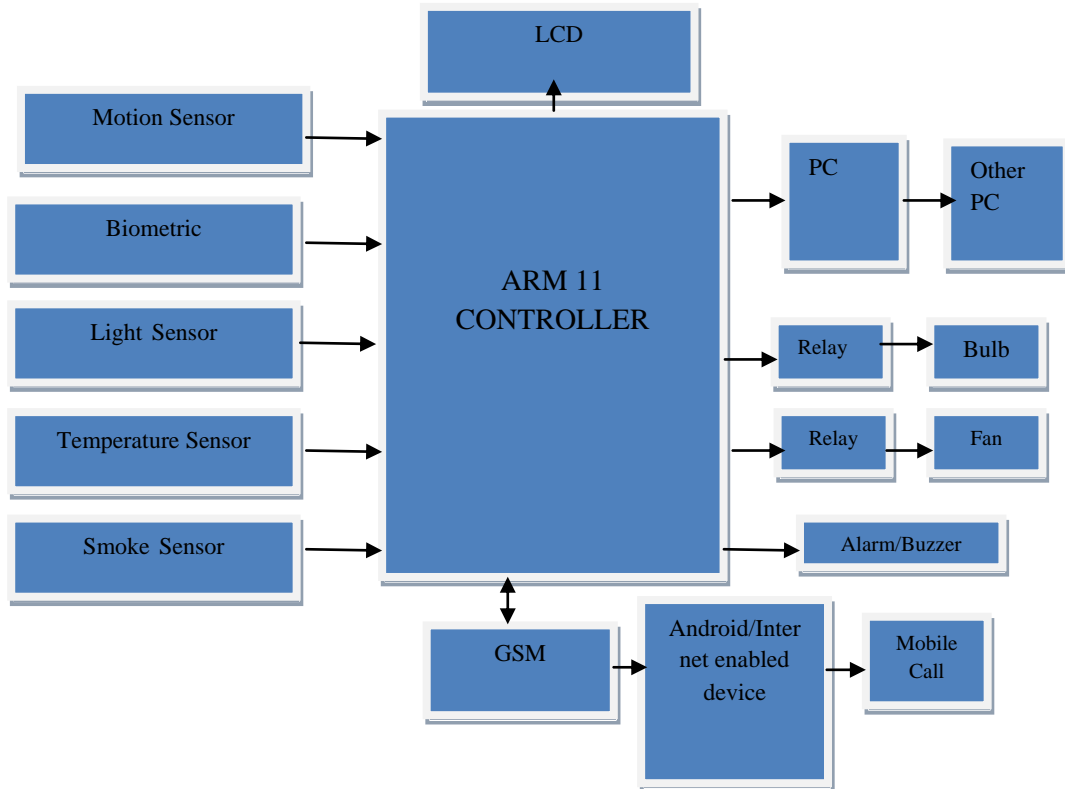 LCD
Motion Sensor
Biometric
Light Sensor
Temperature Sensor
Smoke Sensor
ARM 11
CONTROLLER
PC
Other
PC
Relay
Bulb
Relay
Fan
Alarm/Buzzer
GSM
Android/Inter
net enabled
device
Mobile
Call